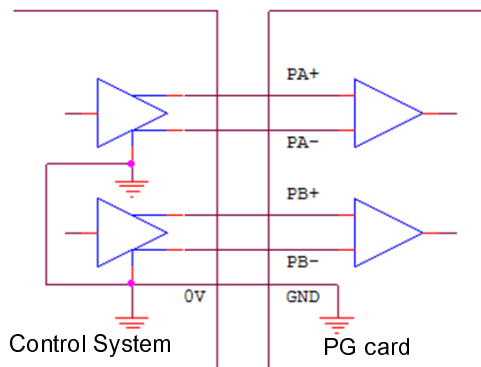 PA+
PA-
PB+
PB-
0V GND
Control System PG card